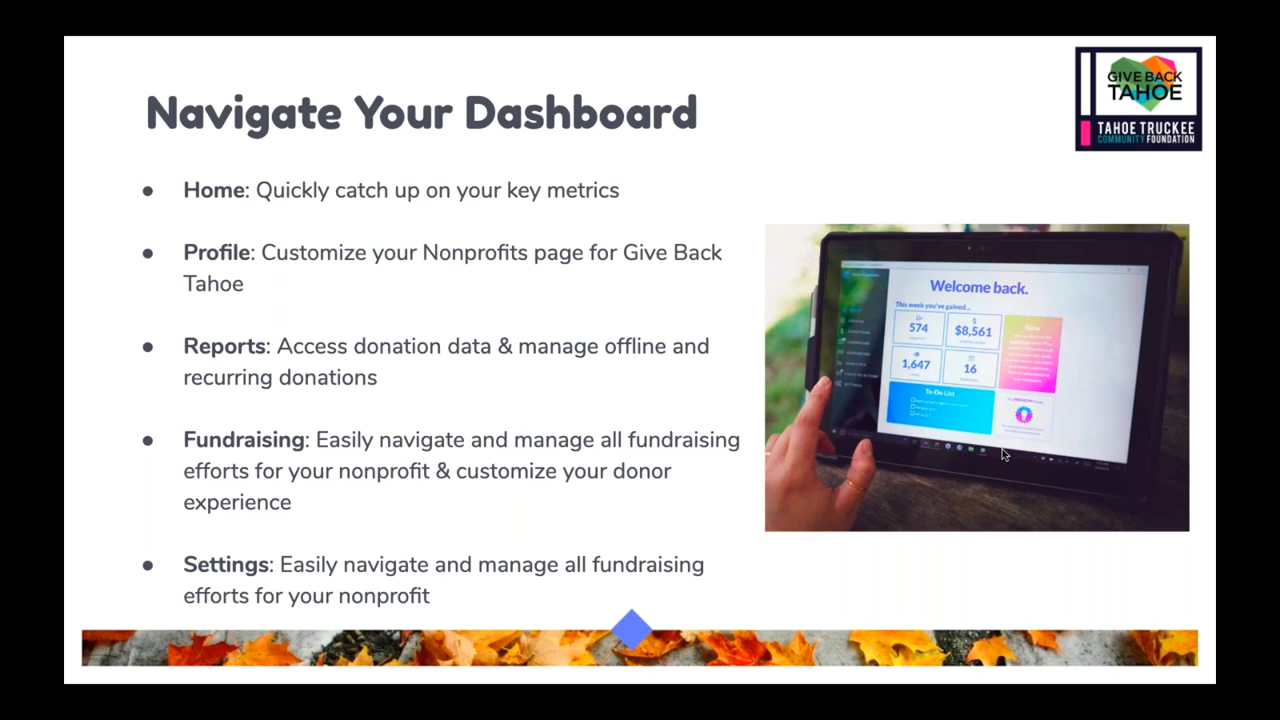 GIVE BACK
TAHOE
TAHOE TRUCKEE
COMMUNITY FOUNDATION
Navigate Your Dashboard
● Home: Quickly catch up on your key metrics
● Profile: Customize your Nonprofits page for Give Back
Tahoe
● Reports: Access donation data & manage offline and
recurring donations
● Fundraising: Easily navigate and manage all fundraising
efforts for your nonprofit & customize your donor
experience
● Settings: Easily navigate and manage all fundraising
efforts for your nonprofit
Welcome back.
This week you've gained...
574
$8,561
1,647
16
To-Do List